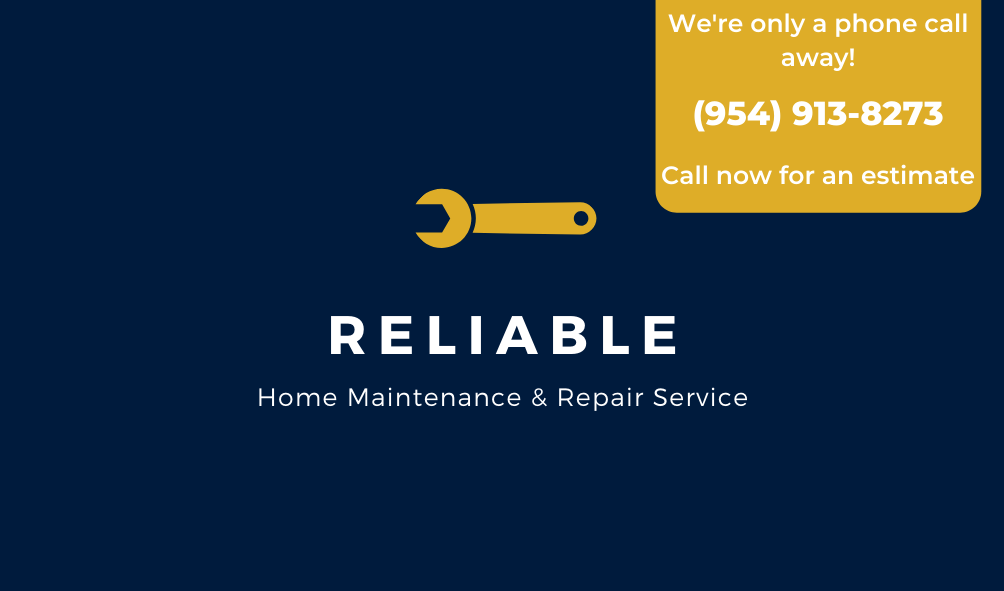 We're only a phone call
away!
(954) 913-8273
Call now for an estimate
RELIABLE
Home Maintenance & Repair Service